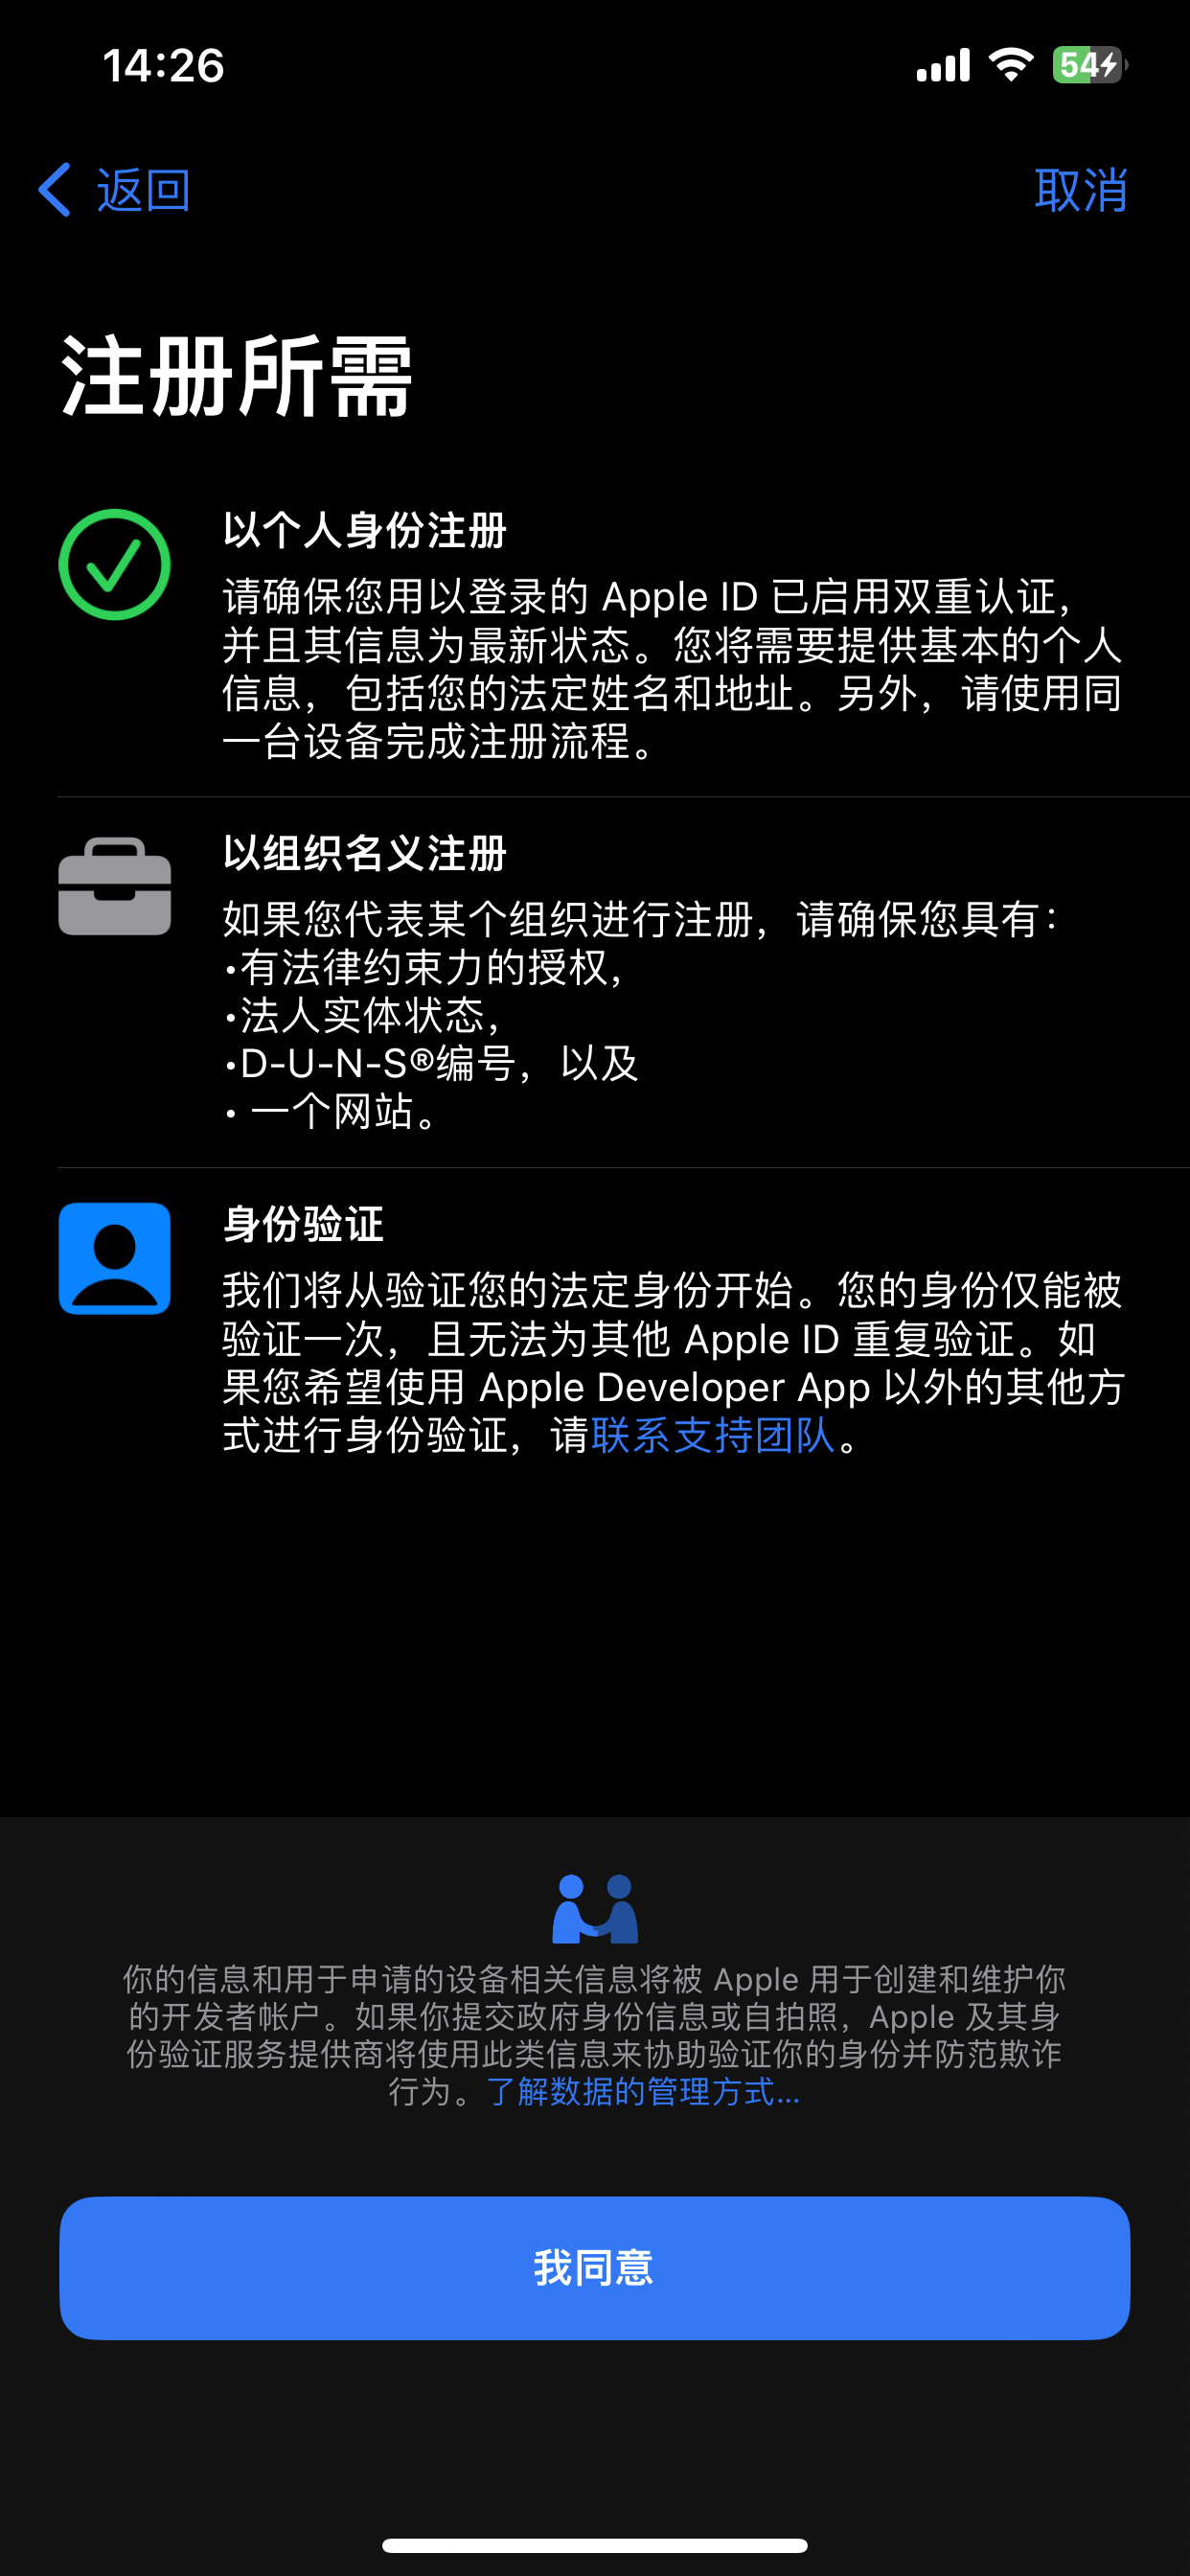 14:26
54
返回
取消
注册所需
以个人身份注册
请确保您用以登录的 Apple ID 已启用双重认证，
并且其信息为最新状态。您将需要提供基本的个人
信息，包括您的法定姓名和地址。另外，请使用同
一台设备完成注册流程。
以组织名义注册
如果您代表某个组织进行注册，请确保您具有：
•有法律约束力的授权，
•法人实体状态，
•D-U-N-S®编号，以及
• 一个网站。
身份验证
我们将从验证您的法定身份开始。您的身份仅能被
验证一次，且无法为其他 Apple ID 重复验证。如
果您希望使用 Apple Developer App 以外的其他方
式进行身份验证，请联系支持团队。
你的信息和用于申请的设备相关信息将被 Apple 用于创建和维护你
的开发者帐户。如果你提交政府身份信息或自拍照，Apple 及其身
份验证服务提供商将使用此类信息来协助验证你的身份并防范欺诈
行为。了解数据的管理方式...
我同意